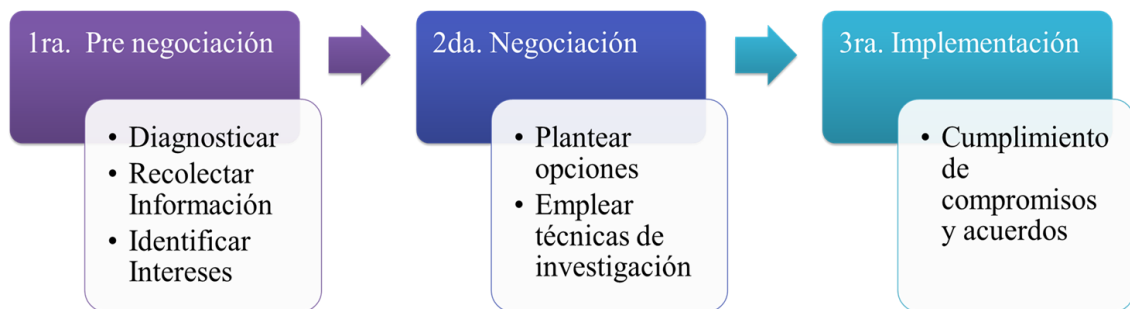 1ra. Pre negociación
• Diagnosticar
• Recolectar
Información
• Identificar
Intereses
2da. Negociación
• Plantear
opciones
• Emplear
técnicas de
investigación
3ra. Implementación
• Cumplimiento
de
compromisos
y acuerdos